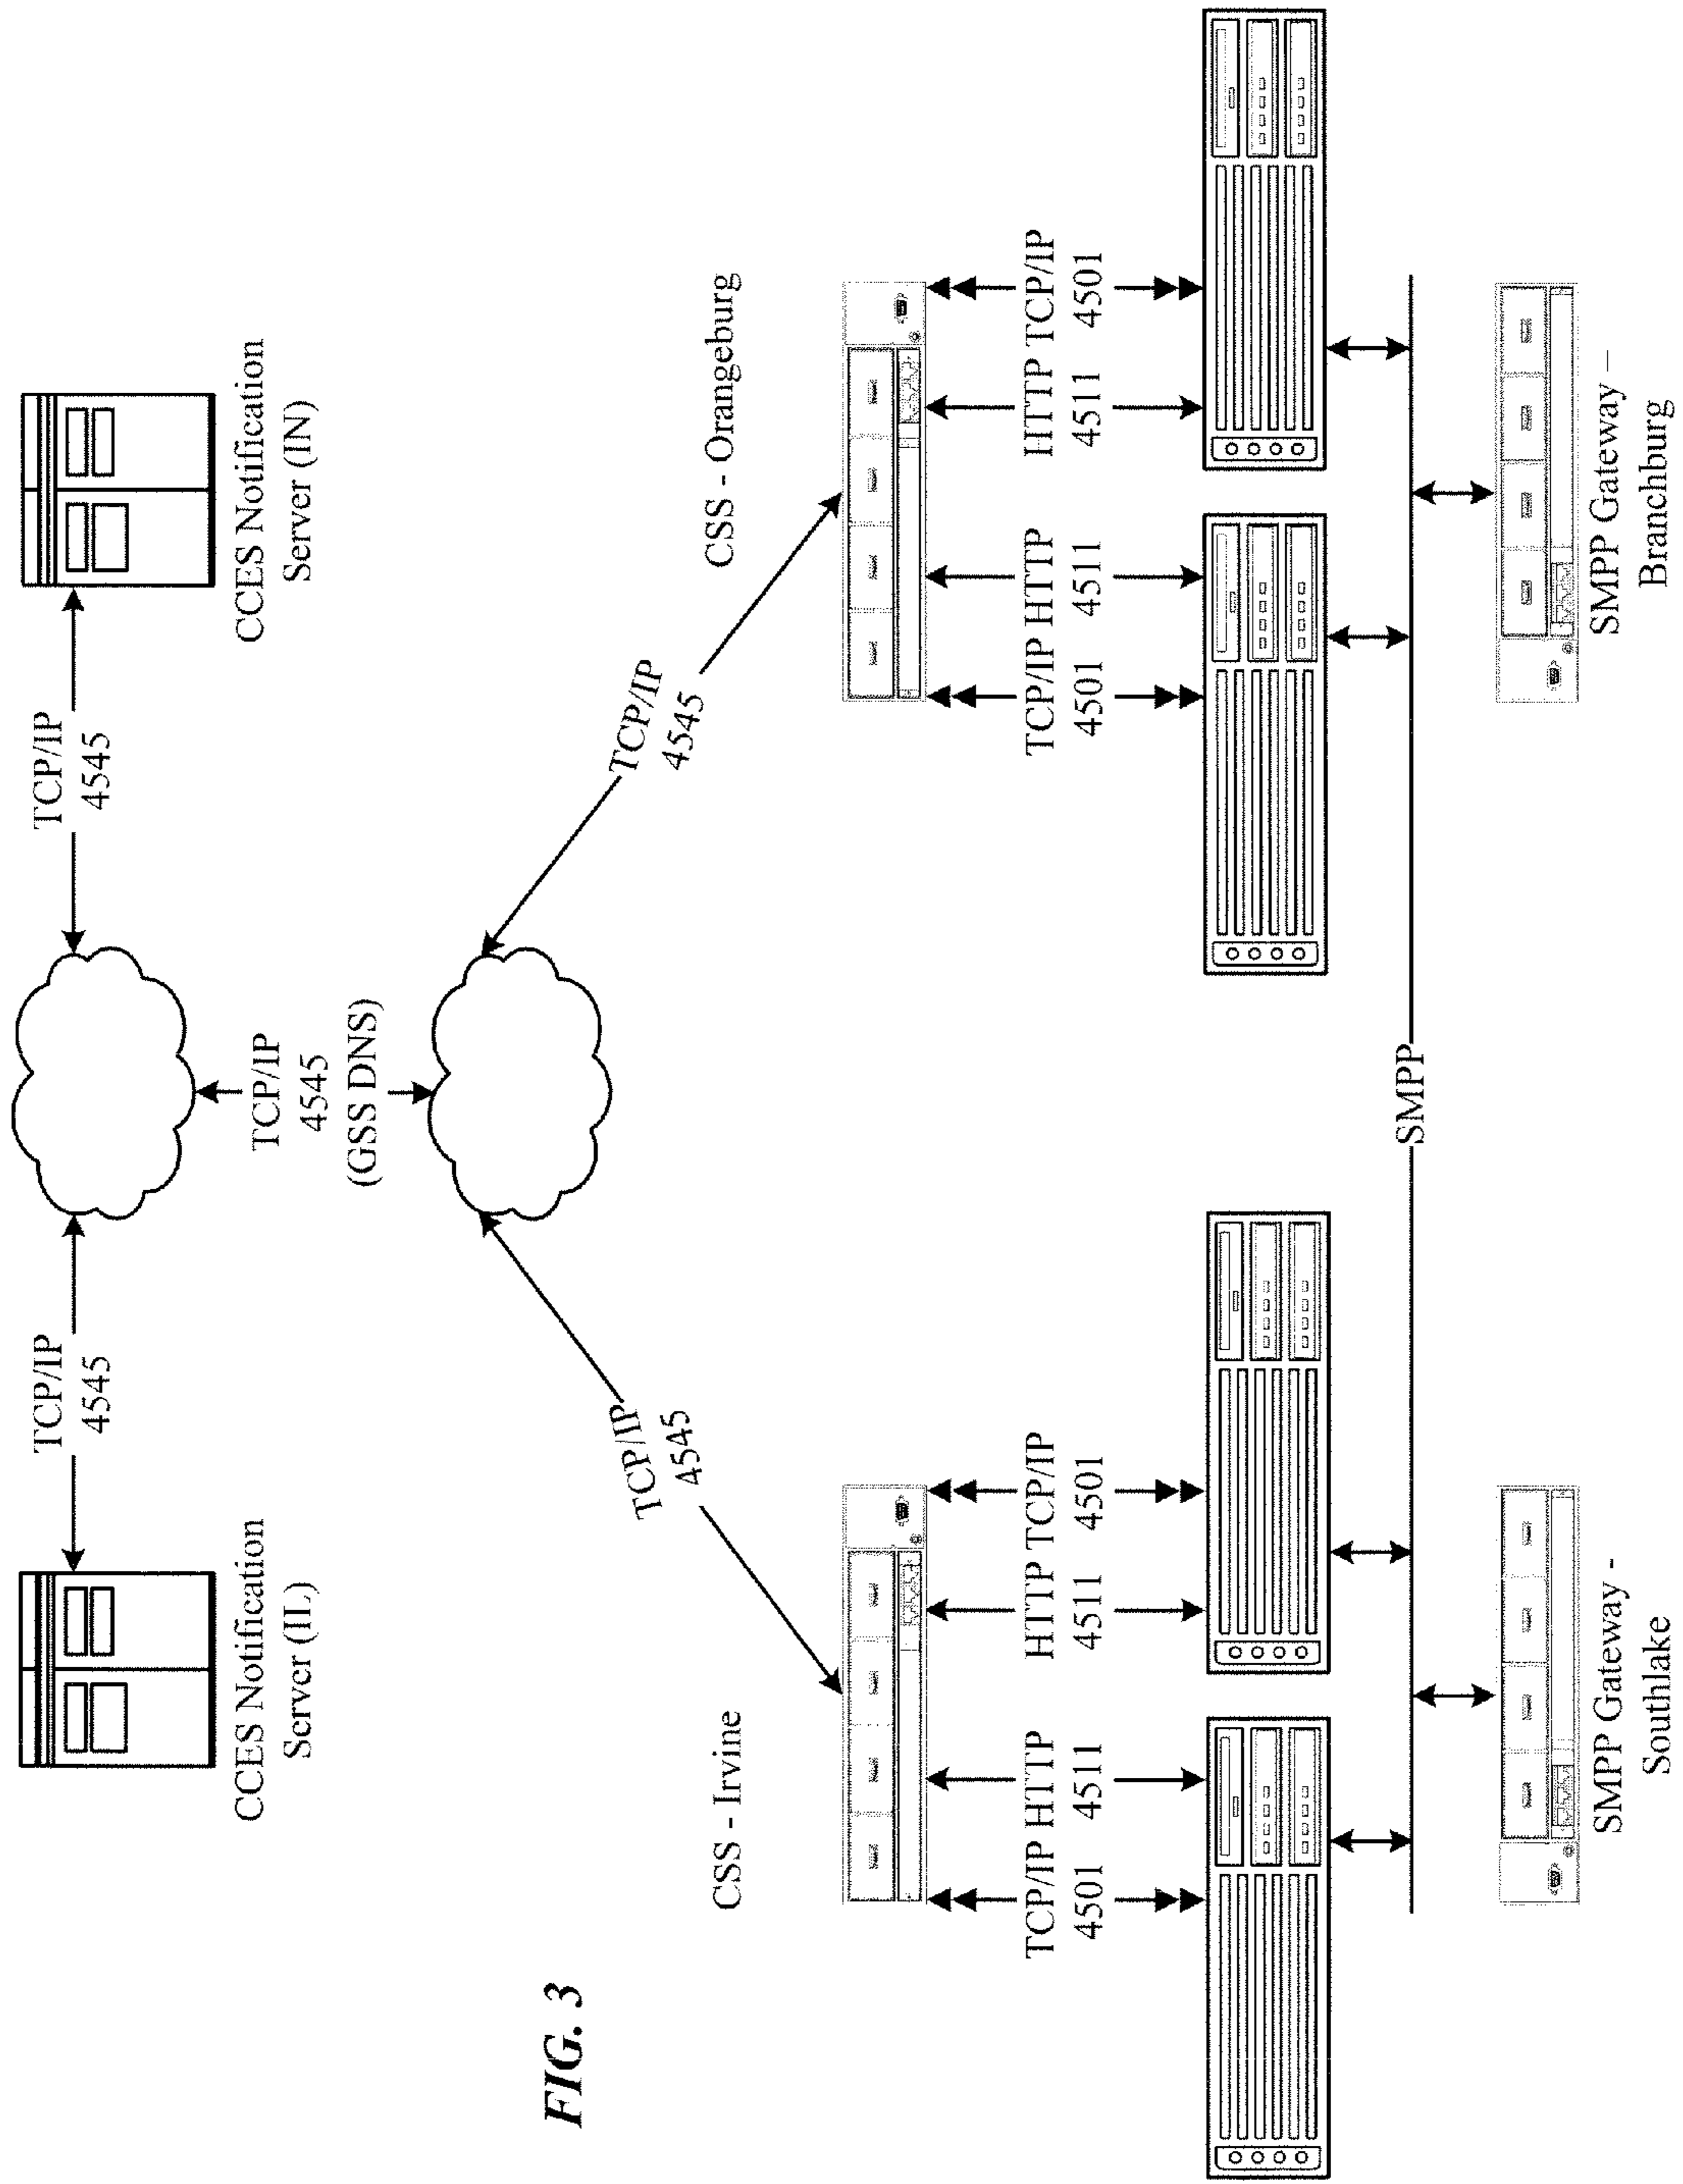 TCP/IP
4545
TCP/IP
4545
CCES Notification
Server (IL)
TCP/IP
4545
(GSS DNS)
CCES Notification
Server (IN)
FIG. 3
TCP/IP
4545
TCP/IP
4545
CSS - Irvine
CSS - Orangeburg
TCP/IP HTTP
4501 4511
HTTP TCP/IP
4511 4501
TCP/IP HTTP
4501 4511
HTTP TCP/IP
4511 4501
SMPP
SMPP Gateway -
Southlake
SMPP Gateway –
Branchburg